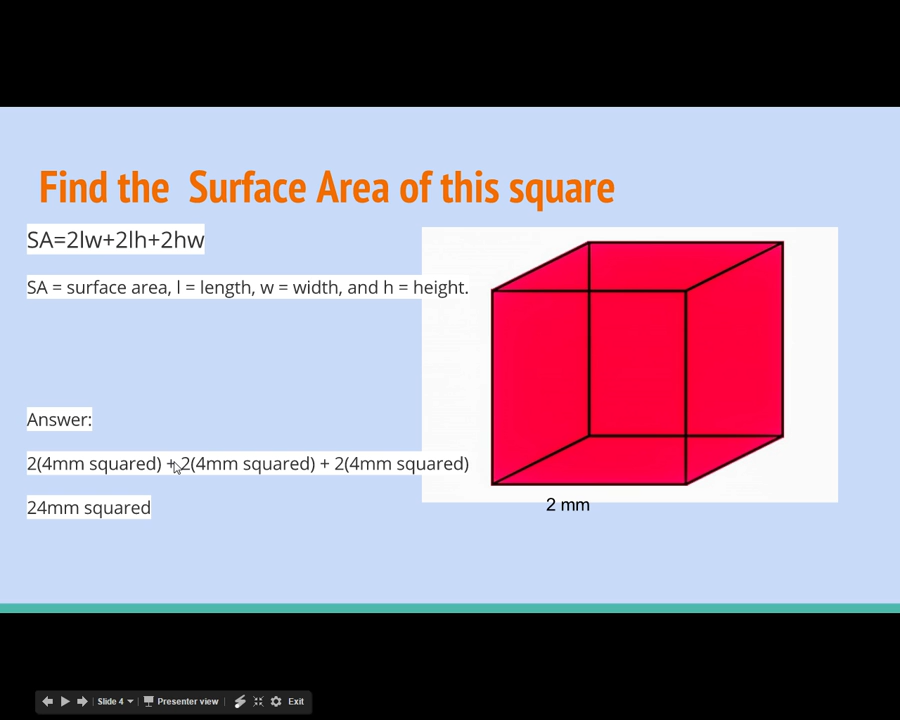 Find the Surface Area of this square
SA=2lw+2lh+2hw
SA = surface area, l = length, w = width, and h = height.
Answer:
2(4mm squared) + 2(4mm squared) + 2(4mm squared)
24mm squared
2 mm
Slide 4
Presenter view
Exit